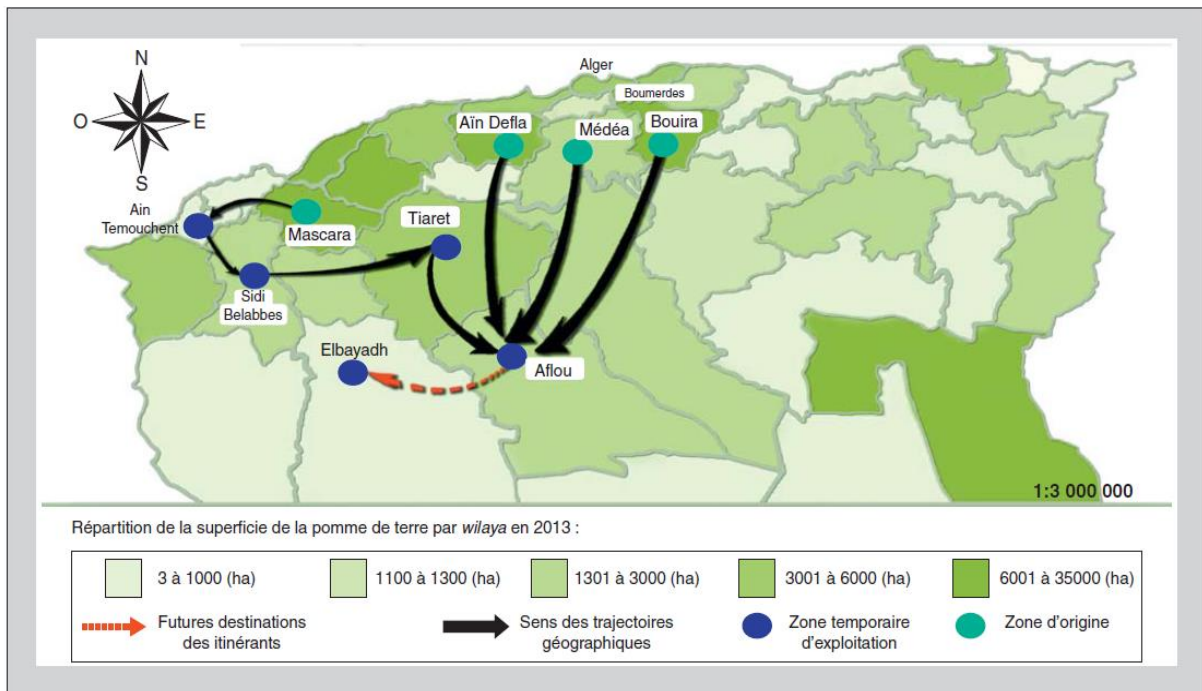 N
O
E
S
Alger
Boumerdes
Aïn Defla
Médéa
Bouira
Ain
Temouchent
Mascara
Tiaret
Sidi
Belabbes
Elbayadh
Aflou
1:3 000 000
Répartition de la superficie de la pomme de terre par wilaya en 2013 :
3 à 1000 (ha)
1100 à 1300 (ha)
1301 à 3000 (ha)
3001 à 6000 (ha)
6001 à 35000 (ha)
Futures destinations
des itinérants
Sens des trajectoires
géographiques
Zone temporaire
d'exploitation
Zone d'origine